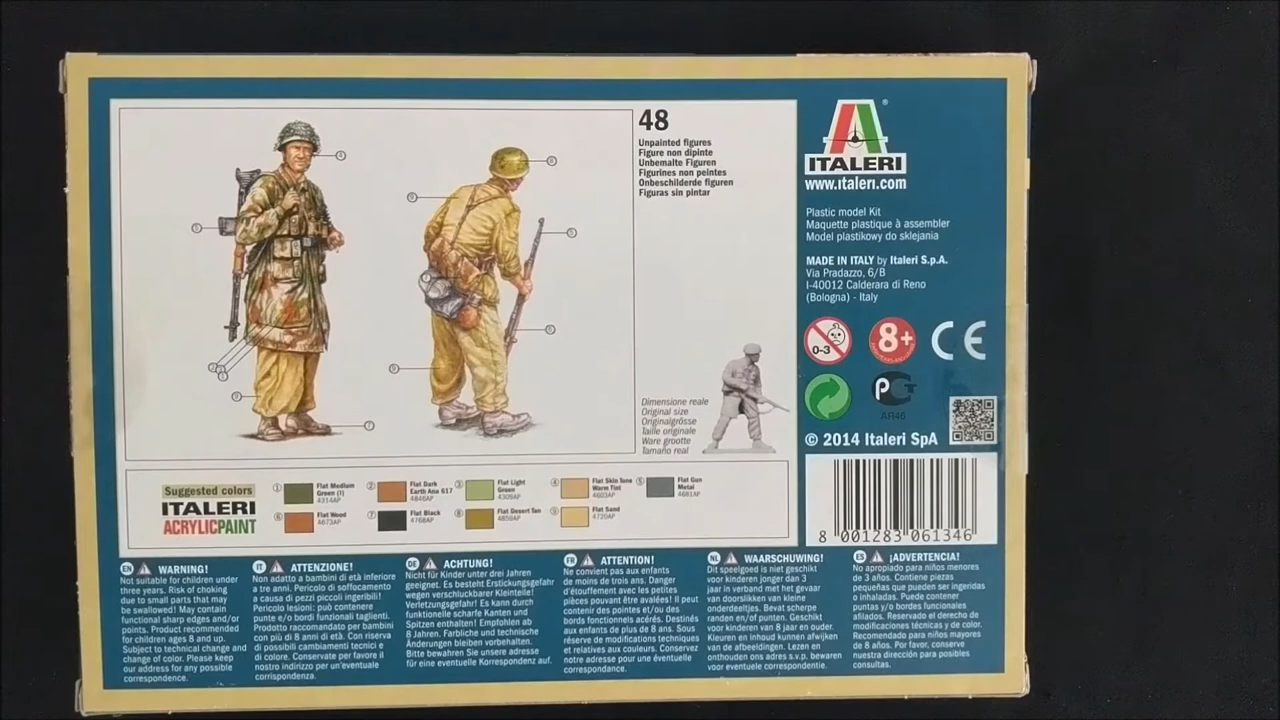 48
Unpainted figures
Figure non dipinte
Unbemalte Figuren
Figurines non peintes
Onbeschilderde figuren
Figuras sin pintar
Dimensione reale
Original size
Originalgrösse
Taille originale
Ware grootte
Tamaño real
ITALERI
www.italeri.com
Plastic model Kit
Maquette plastique à assembler
Model plastikowy do sklejania
MADE IN ITALY by Italeri S.p.A.
Via Pradazzo, 6/B
I-40012 Calderara di Reno
(Bologna) - Italy
0-3
8+
CE
AR46
© 2014 Italeri SpA
8 001283 061346
Suggested colors
ITALERI
ACRYLICPAINT
1 Flat Medium
Green (I)
4314AP
2 Flat Dark
Earth Ana 617
4846AP
3 Flat Light
Green
4309AP
4 Flat Skin Tone
Warm Tint
4603AP
5 Flat Gun
Metal
4681AP
6 Flat Wood
4673AP
7 Flat Black
4768AP
8 Flat Desert Tan
4859AP
9 Flat Sand
4720AP
EN WARNING!
Not suitable for children under
three years. Risk of choking
due to small parts that may
be swallowed! May contain
functional sharp edges and/or
points. Product recommended
for children ages 8 and up.
Subject to technical change and
change of color. Please keep
our address for any possible
correspondence.
IT ATTENZIONE!
Non adatto a bambini di età inferiore
a tre anni. Pericolo di soffocamento
a causa di pezzi piccoli ingeribili!
Pericolo lesioni: può contenere
punte e/o bordi funzionali taglienti.
Prodotto raccomandato per bambini
con più di 8 anni di età. Con riserva
di possibili cambiamenti tecnici e
di colore. Conservate per favore il
nostro indirizzo per un'eventuale
corrispondenza.
DE ACHTUNG!
Nicht für Kinder unter drei Jahren
geeignet. Es besteht Erstickungsgefahr
wegen verschluckbarer Kleinteile!
Verletzungsgefahr! Es kann durch
funktionelle scharfe Kanten und
Spitzen enthalten! Empfohlen ab
8 Jahren. Farbliche und technische
Änderungen bleiben vorbehalten.
Bitte bewahren Sie unsere adresse
für eine eventuelle Korrespondenz auf.
FR ATTENTION!
Ne convient pas aux enfants
de moins de trois ans. Danger
d'étouffement avec les petites
pièces pouvant être avalées! Il peut
contenir des pointes et/ou des
bords fonctionnels acérés. Destinés
aux enfants de plus de 8 ans. Sous
réserve de modifications techniques
et relatives aux couleurs. Conservez
notre adresse pour une éventuelle
correspondance.
NL WAARSCHUWING!
Dit speelgoed is niet geschikt
voor kinderen jonger dan 3
jaar in verband met het gevaar
van doorslikken van kleine
onderdeeltjes. Bevat scherpe
randen en/of punten. Geschikt
voor kinderen van 8 jaar en ouder.
Kleuren en inhoud kunnen afwijken
van de afbeeldingen. Lezen en
onthouden ons adres s.v.p. bewaren
voor eventuele correspondentie.
ES ¡ADVERTENCIA!
No apropiado para niños menores
de 3 años. Contiene piezas
pequeñas que pueden ser ingeridas
o inhaladas. Puede contener
puntas y/o bordes funcionales
afilados. Reservado el derecho de
modificaciones técnicas y de color.
Recomendado para niños mayores
de 8 años. Por favor, conserve
nuestra dirección para posibles
consultas.